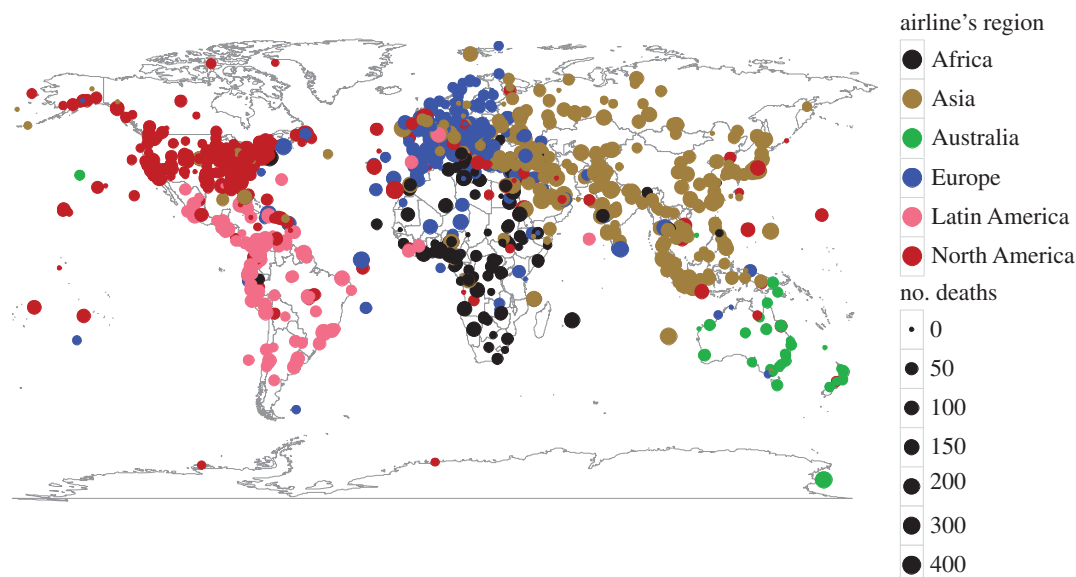 airline's region
Africa
Asia
Australia
Europe
Latin America
North America
no. deaths
0
50
100
150
200
300
400